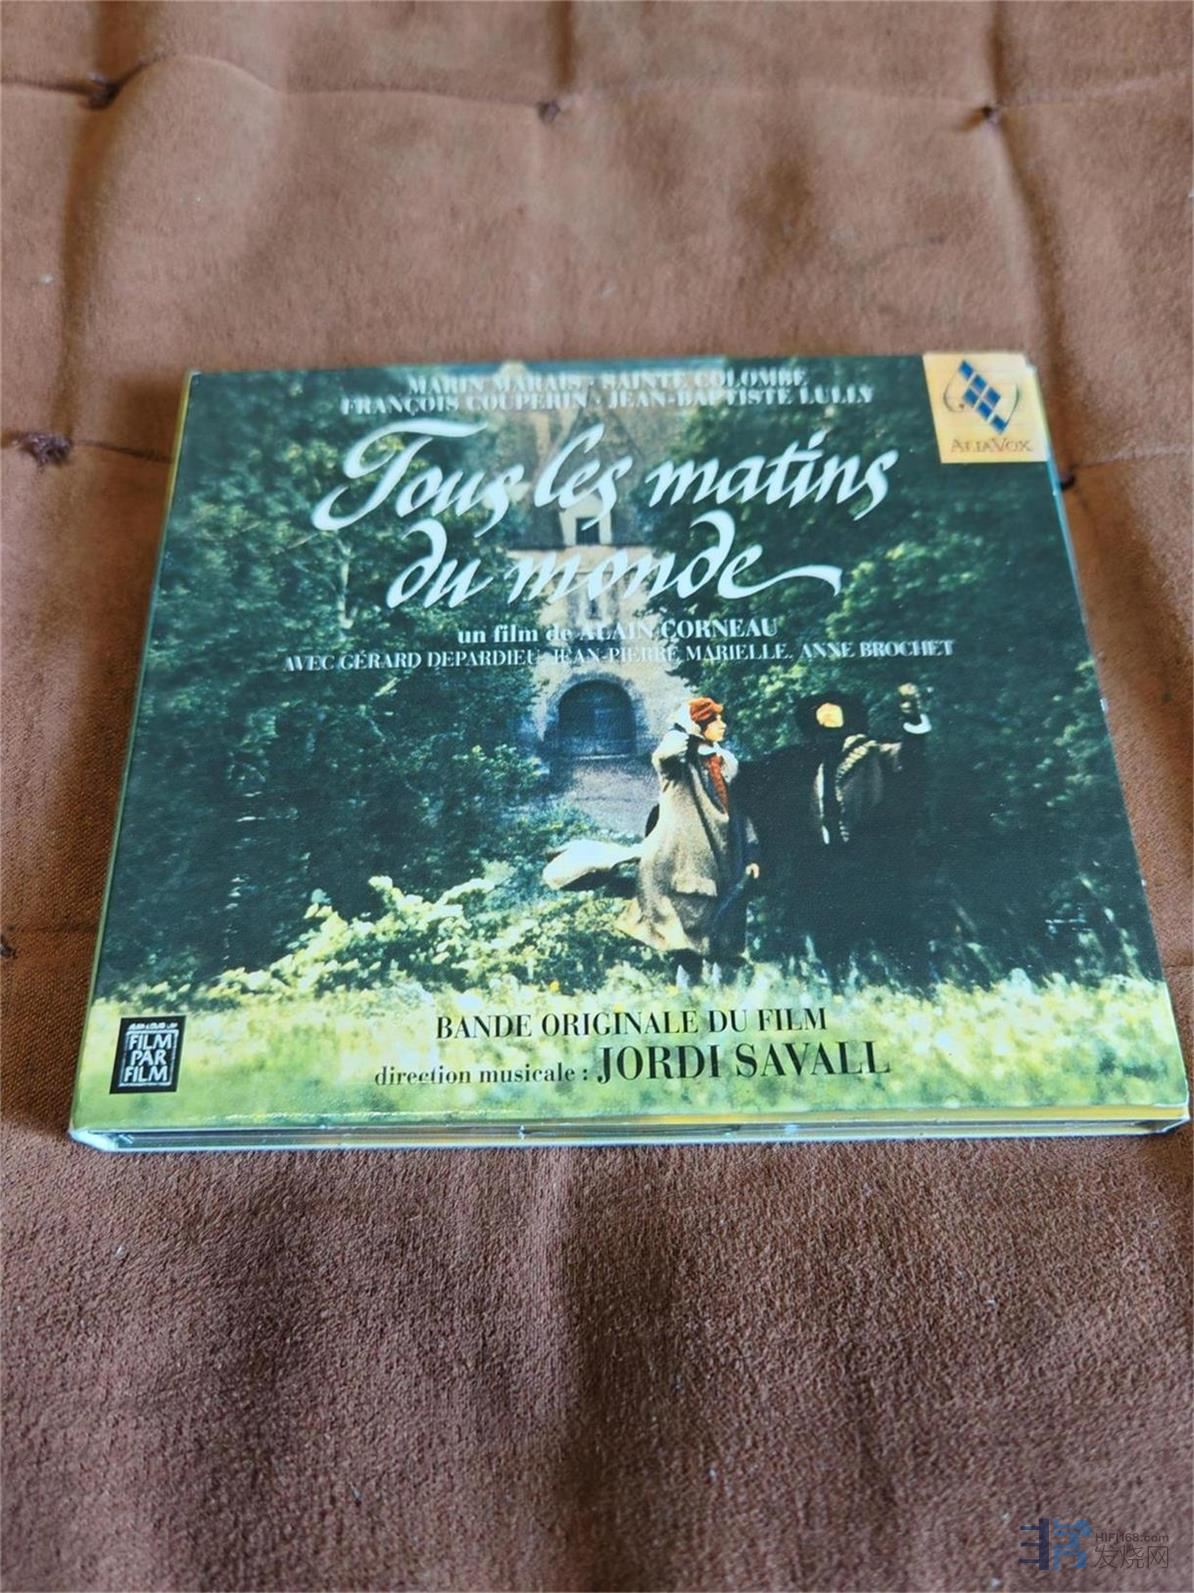 MARIN MARAIS · SAINTE COLOMBE
FRANÇOIS COUPERIN · JEAN-BAPTISTE LULLY
ALIAVOX
Tous les matins
du monde
un film de ALAIN CORNEAU
AVEC GÉRARD DEPARDIEU, JEAN-PIERRE MARIELLE, ANNE BROCHET
BANDE ORIGINALE DU FILM
direction musicale : JORDI SAVALL
FILM
PAR
FILM
HIFI168.com
发烧网